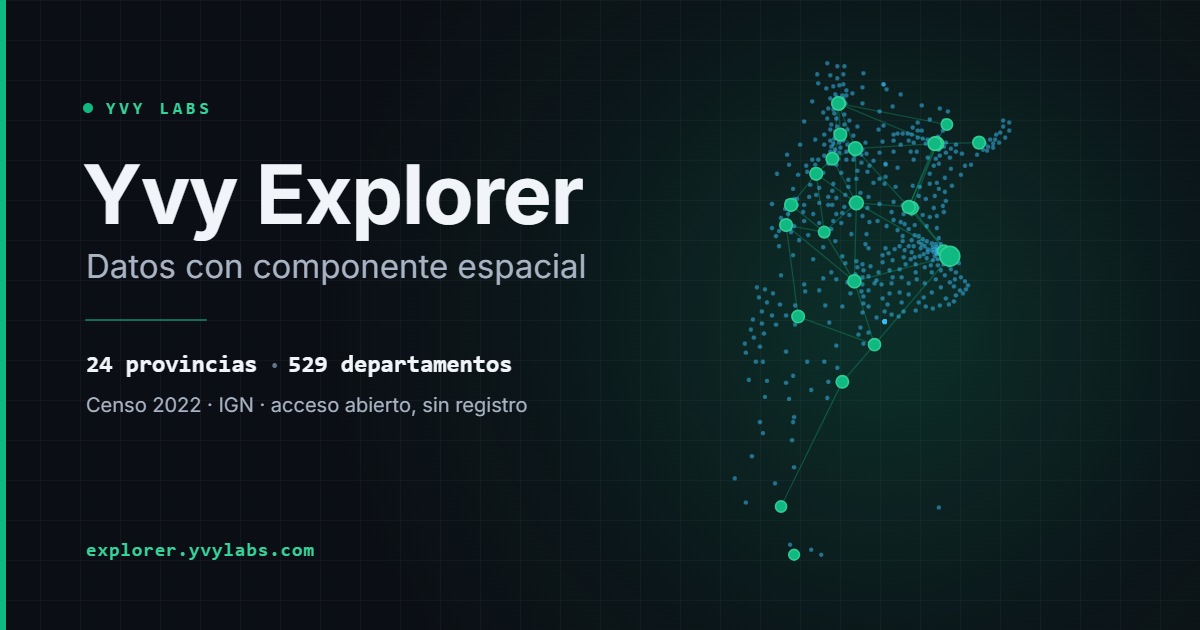 YVY LABS
Yvy Explorer
Datos con componente espacial
24 provincias · 529 departamentos
Censo 2022 · IGN · acceso abierto, sin registro
explorer.yvylabs.com